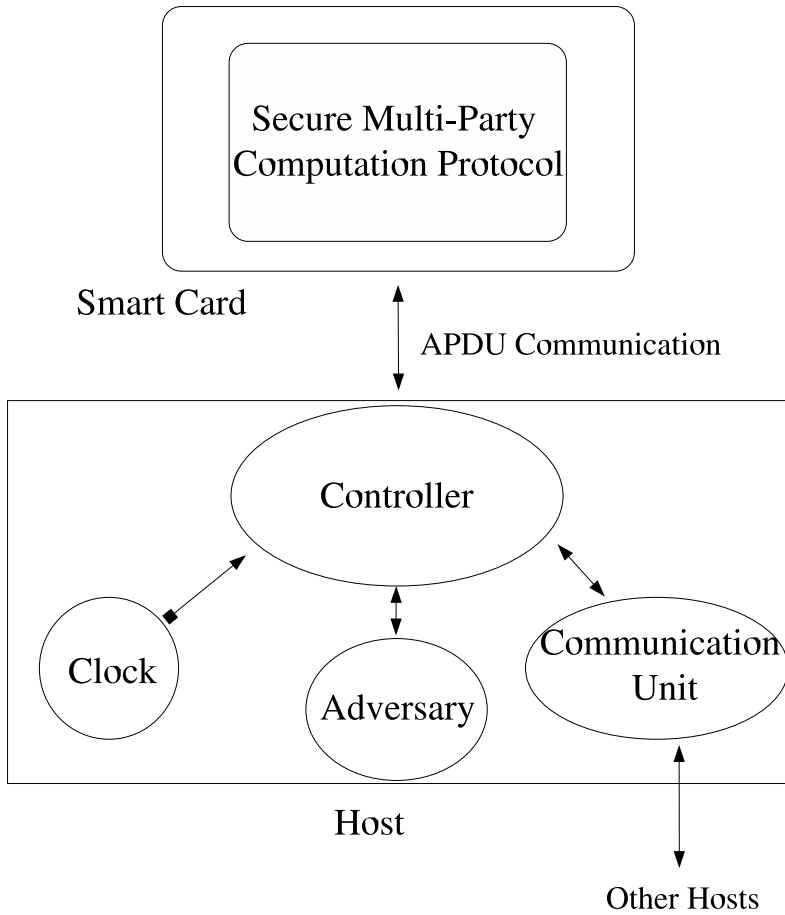 Secure Multi-Party
Computation Protocol
Smart Card
APDU Communication
Controller
Clock
Adversary
Communication
Unit
Host
Other Hosts